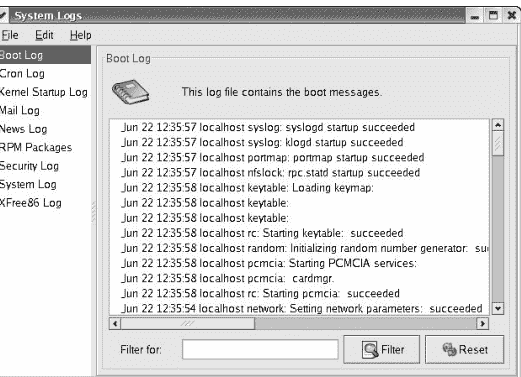 System Logs
File Edit Help
Boot Log
Cron Log
Kernel Startup Log
Mail Log
News Log
RPM Packages
Security Log
System Log
XFree86 Log
Boot Log
This log file contains the boot messages.
Jun 22 12:35:57 localhost syslog: syslogd startup succeeded
Jun 22 12:35:57 localhost syslog: klogd startup succeeded
Jun 22 12:35:57 localhost portmap: portmap startup succeeded
Jun 22 12:35:57 localhost nfslock: rpc.statd startup succeeded
Jun 22 12:35:58 localhost keytable: Loading keymap:
Jun 22 12:35:58 localhost keytable:
Jun 22 12:35:58 localhost keytable:
Jun 22 12:35:58 localhost rc: Starting keytable: succeeded
Jun 22 12:35:58 localhost random: Initializing random number generator: su
Jun 22 12:35:58 localhost pcmcia: Starting PCMCIA services:
Jun 22 12:35:58 localhost pcmcia: cardmgr.
Jun 22 12:35:58 localhost rc: Starting pcmcia: succeeded
Jun 22 12:35:54 localhost network: Setting network parameters: succeeded
Filter for: Filter Reset